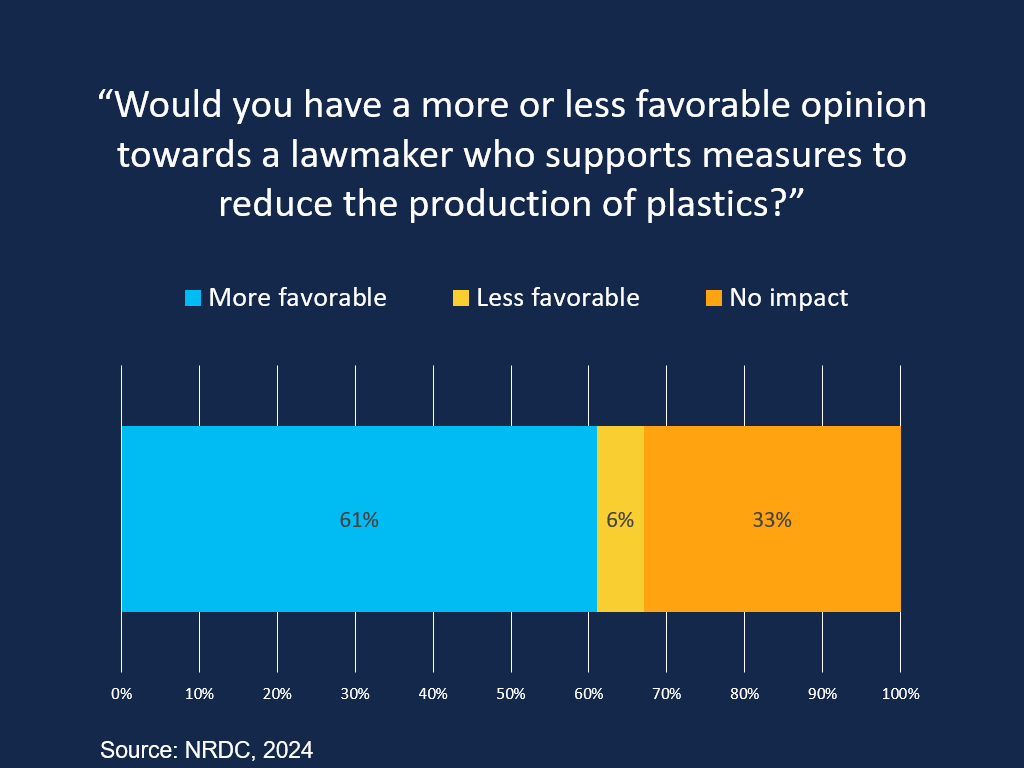 “Would you have a more or less favorable opinion
towards a lawmaker who supports measures to
reduce the production of plastics?”
More favorable Less favorable No impact
61% 6% 33%
0% 10% 20% 30% 40% 50% 60% 70% 80% 90% 100%
Source: NRDC, 2024